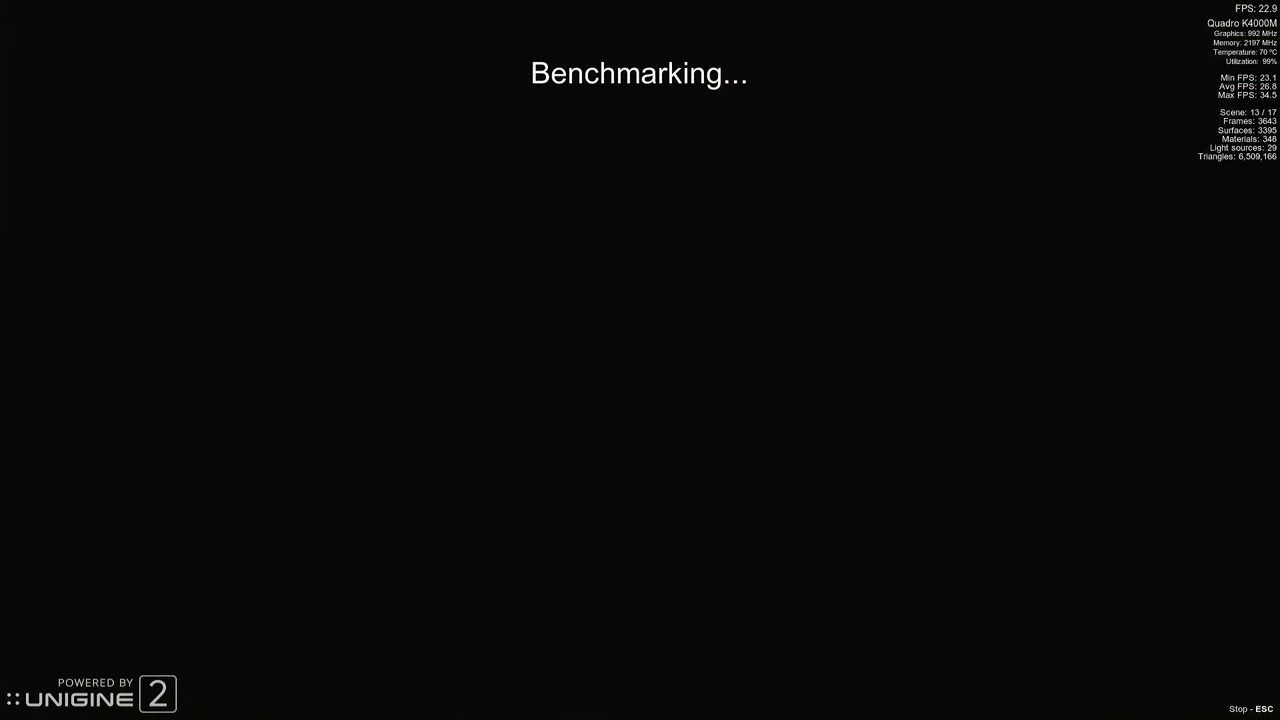 FPS: 22.9
Quadro K4000M
Graphics: 992 MHz
Memory: 2197 MHz
Temperature: 70 °C
Utilization: 99%
Benchmarking...
Min FPS: 23.1
Avg FPS: 26.8
Max FPS: 34.5
Scene: 13 / 17
Frames: 3643
Surfaces: 3395
Materials: 348
Light sources: 29
Triangles: 6,509,166
POWERED BY
UNIGINE 2
Stop - ESC